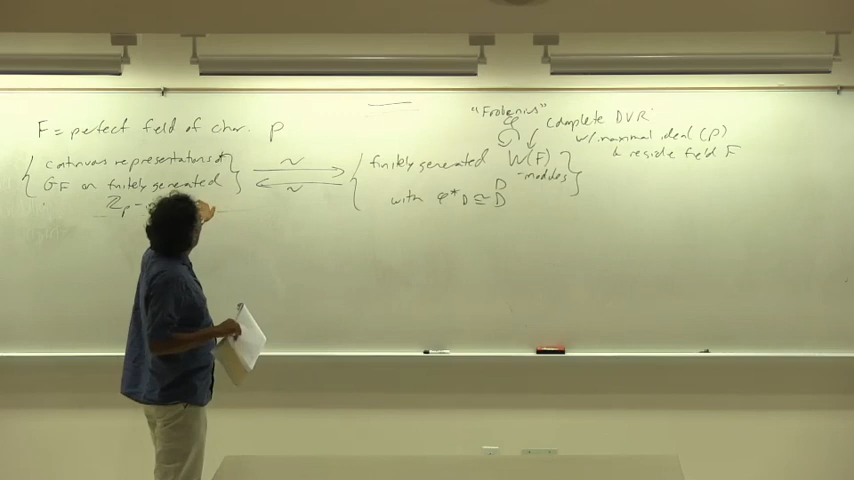 F = perfect field of char. p
{ continuous representations of
G_F on finitely generated
ℤ_p -
~
~
"Frobenius"
φ
complete DVR
w/ maximal ideal (p)
& residue field F
finitely generated W(F)
-modules
D
with φ*D ≅ D